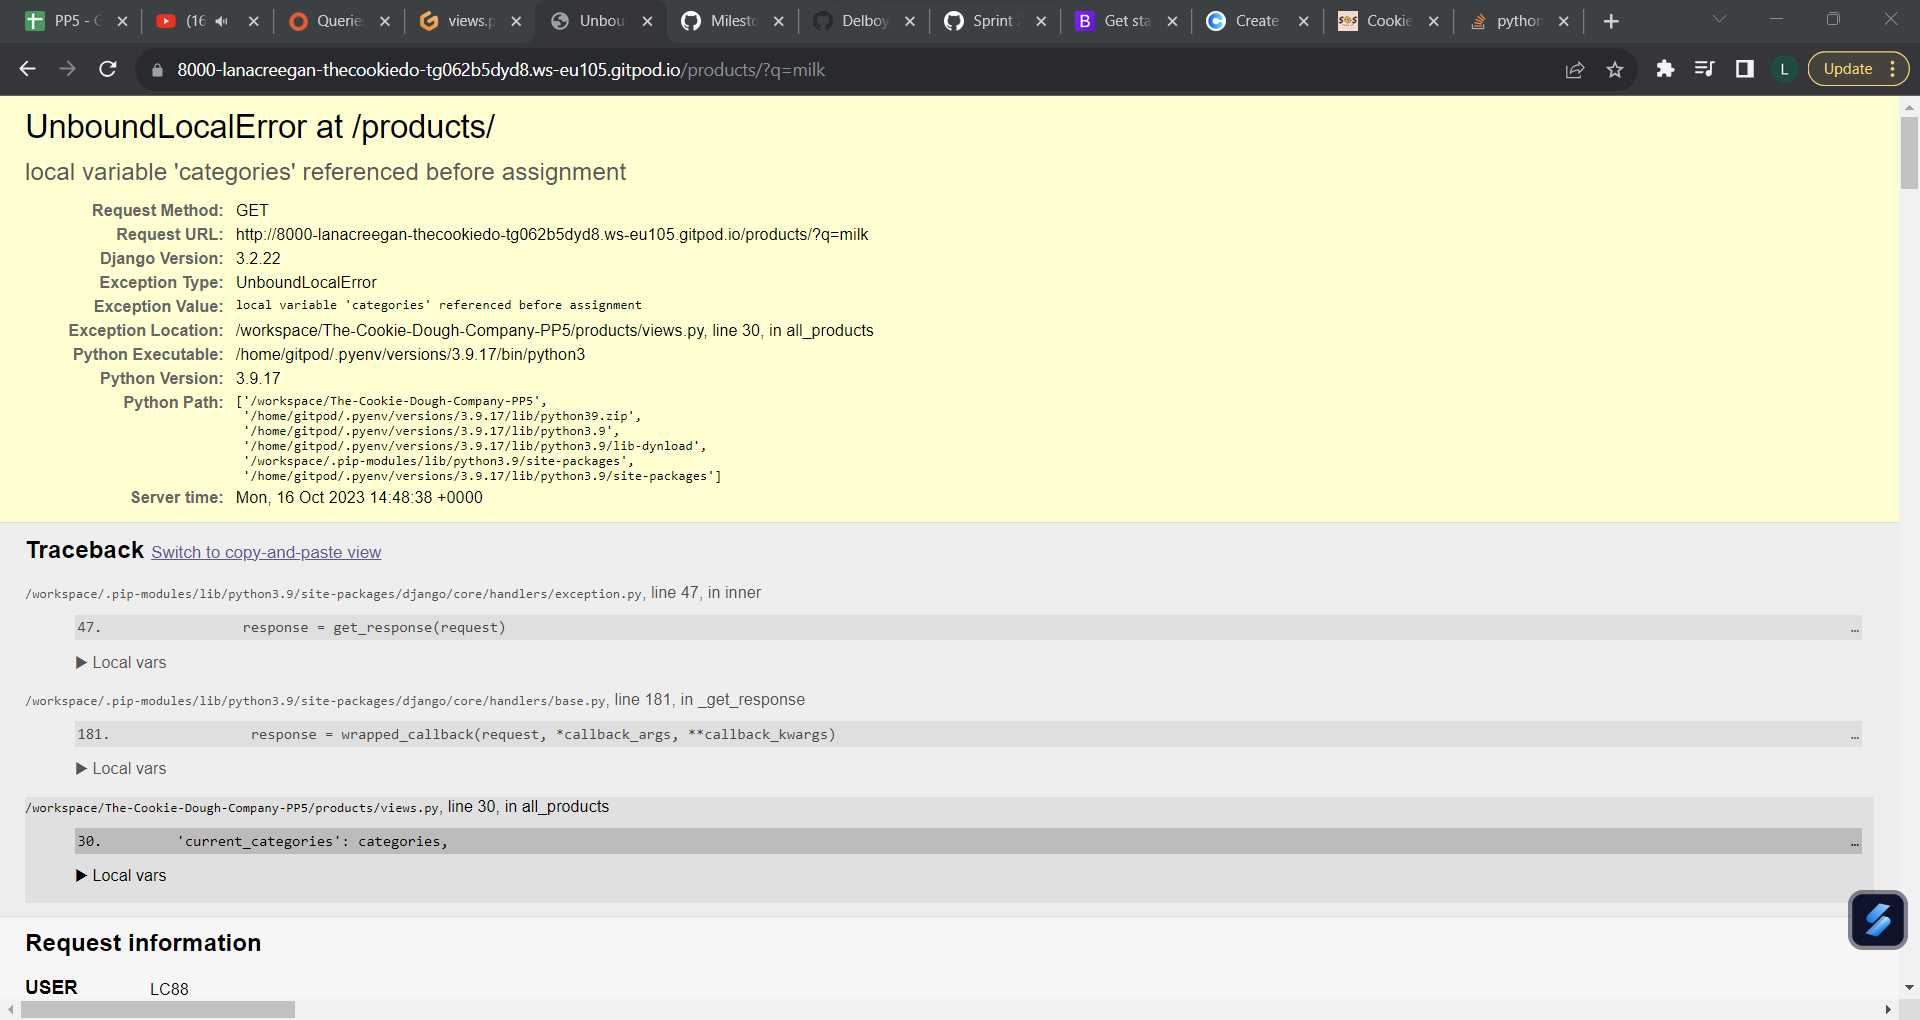 PP5 - G
(16
Querie
views.p
Unbou
Milesto
Delboy
Sprint 2
B Get sta
Create
SOS Cookie
python
8000-lanacreegan-thecookiedo-tg062b5dyd8.ws-eu105.gitpod.io/products/?q=milk
L
Update
UnboundLocalError at /products/
local variable 'categories' referenced before assignment
Request Method: GET
Request URL: http://8000-lanacreegan-thecookiedo-tg062b5dyd8.ws-eu105.gitpod.io/products/?q=milk
Django Version: 3.2.22
Exception Type: UnboundLocalError
Exception Value: local variable 'categories' referenced before assignment
Exception Location: /workspace/The-Cookie-Dough-Company-PP5/products/views.py, line 30, in all_products
Python Executable: /home/gitpod/.pyenv/versions/3.9.17/bin/python3
Python Version: 3.9.17
Python Path: ['/workspace/The-Cookie-Dough-Company-PP5',
'/home/gitpod/.pyenv/versions/3.9.17/lib/python39.zip',
'/home/gitpod/.pyenv/versions/3.9.17/lib/python3.9',
'/home/gitpod/.pyenv/versions/3.9.17/lib/python3.9/lib-dynload',
'/workspace/.pip-modules/lib/python3.9/site-packages',
'/home/gitpod/.pyenv/versions/3.9.17/lib/python3.9/site-packages']
Server time: Mon, 16 Oct 2023 14:48:38 +0000
Traceback Switch to copy-and-paste view
/workspace/.pip-modules/lib/python3.9/site-packages/django/core/handlers/exception.py, line 47, in inner
47. response = get_response(request) …
▶ Local vars
/workspace/.pip-modules/lib/python3.9/site-packages/django/core/handlers/base.py, line 181, in _get_response
181. response = wrapped_callback(request, *callback_args, **callback_kwargs) …
▶ Local vars
/workspace/The-Cookie-Dough-Company-PP5/products/views.py, line 30, in all_products
30. 'current_categories': categories, …
▶ Local vars
Request information
USER LC88